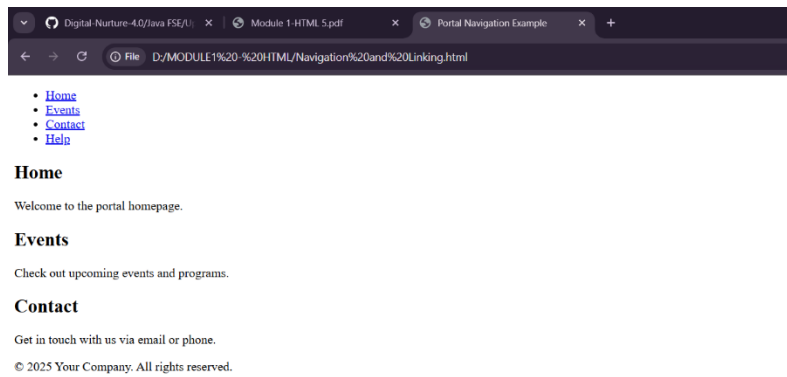 Digital-Nurture-4.0/Java FSE/U
Module 1-HTML 5.pdf
Portal Navigation Example
File D:/MODULE1%20-%20HTML/Navigation%20and%20Linking.html
Home
Events
Contact
Help
Home
Welcome to the portal homepage.
Events
Check out upcoming events and programs.
Contact
Get in touch with us via email or phone.
© 2025 Your Company. All rights reserved.